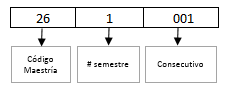 26 1 001
Código
Maestría
# semestre
Consecutivo